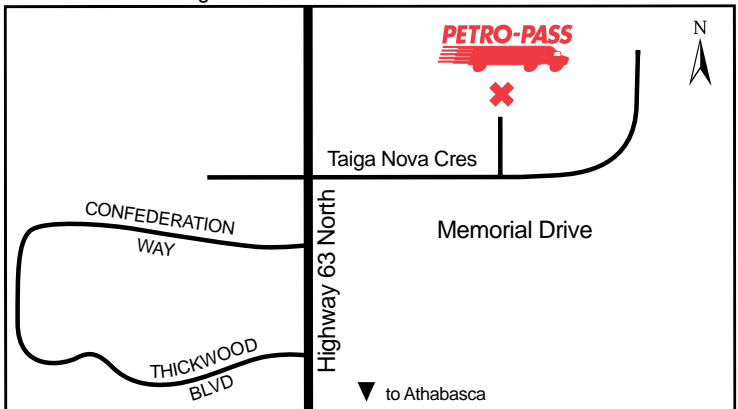 PETRO-PASS
N
Taiga Nova Cres
CONFEDERATION
WAY
Memorial Drive
Highway 63 North
THICKWOOD
BLVD
to Athabasca